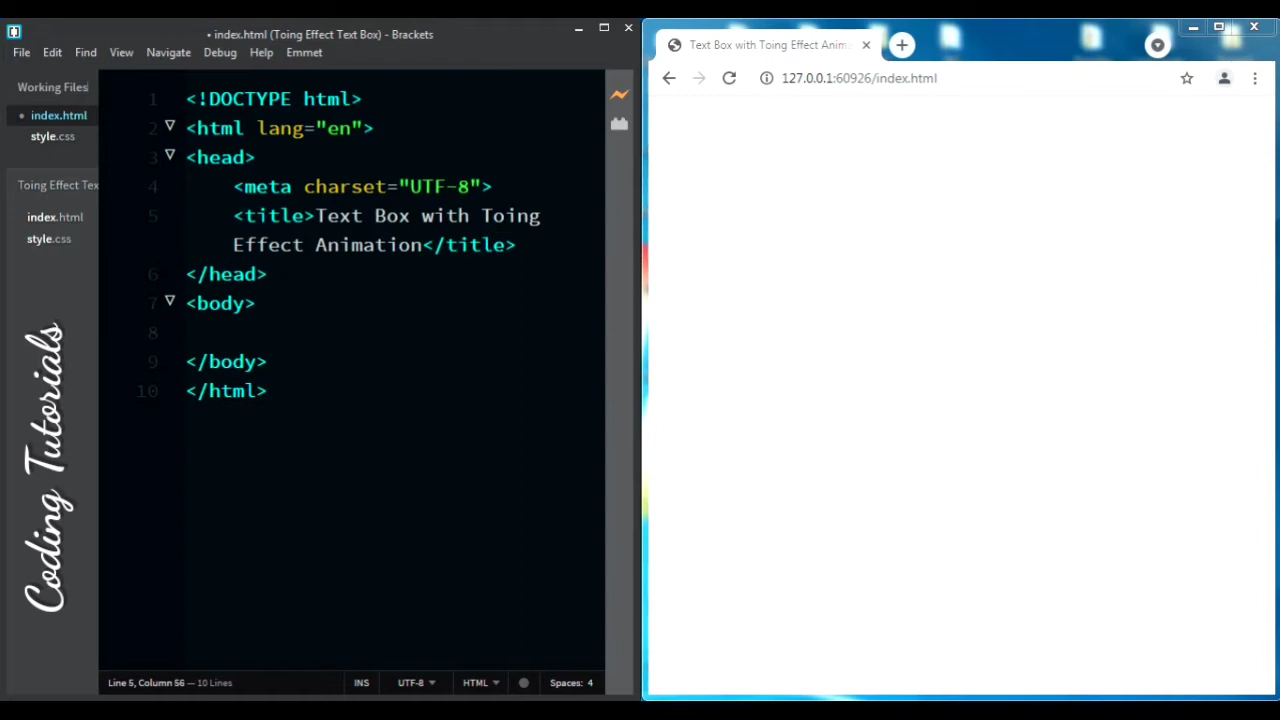 • index.html (Toing Effect Text Box) - Brackets
File Edit Find View Navigate Debug Help Emmet
Working Files
• index.html
style.css
Toing Effect Tex
index.html
style.css
Coding Tutorials
1 <!DOCTYPE html>
2 <html lang="en">
3 <head>
4 <meta charset="UTF-8">
5 <title>Text Box with Toing
Effect Animation</title>
6 </head>
7 <body>
8
9 </body>
10 </html>
Line 5, Column 56 — 10 Lines INS UTF-8 HTML Spaces: 4
Text Box with Toing Effect Anim
127.0.0.1:60926/index.html